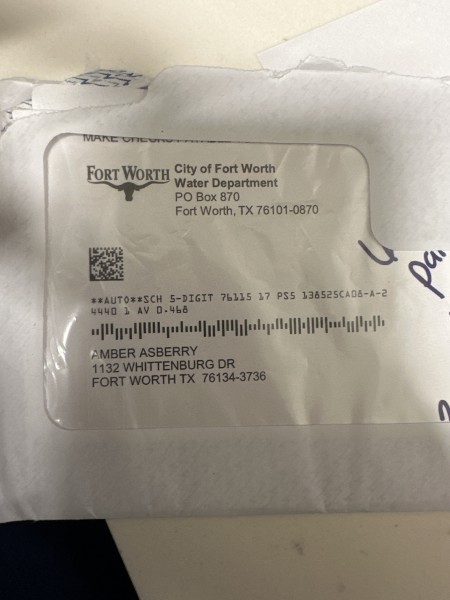 FORT WORTH
City of Fort Worth
Water Department
PO Box 870
Fort Worth, TX 76101-0870
**AUTO**SCH 5-DIGIT 76115 17 PS5 138525CA08-A-2
4440 1 AV 0.468
AMBER ASBERRY
1132 WHITTENBURG DR
FORT WORTH TX 76134-3736